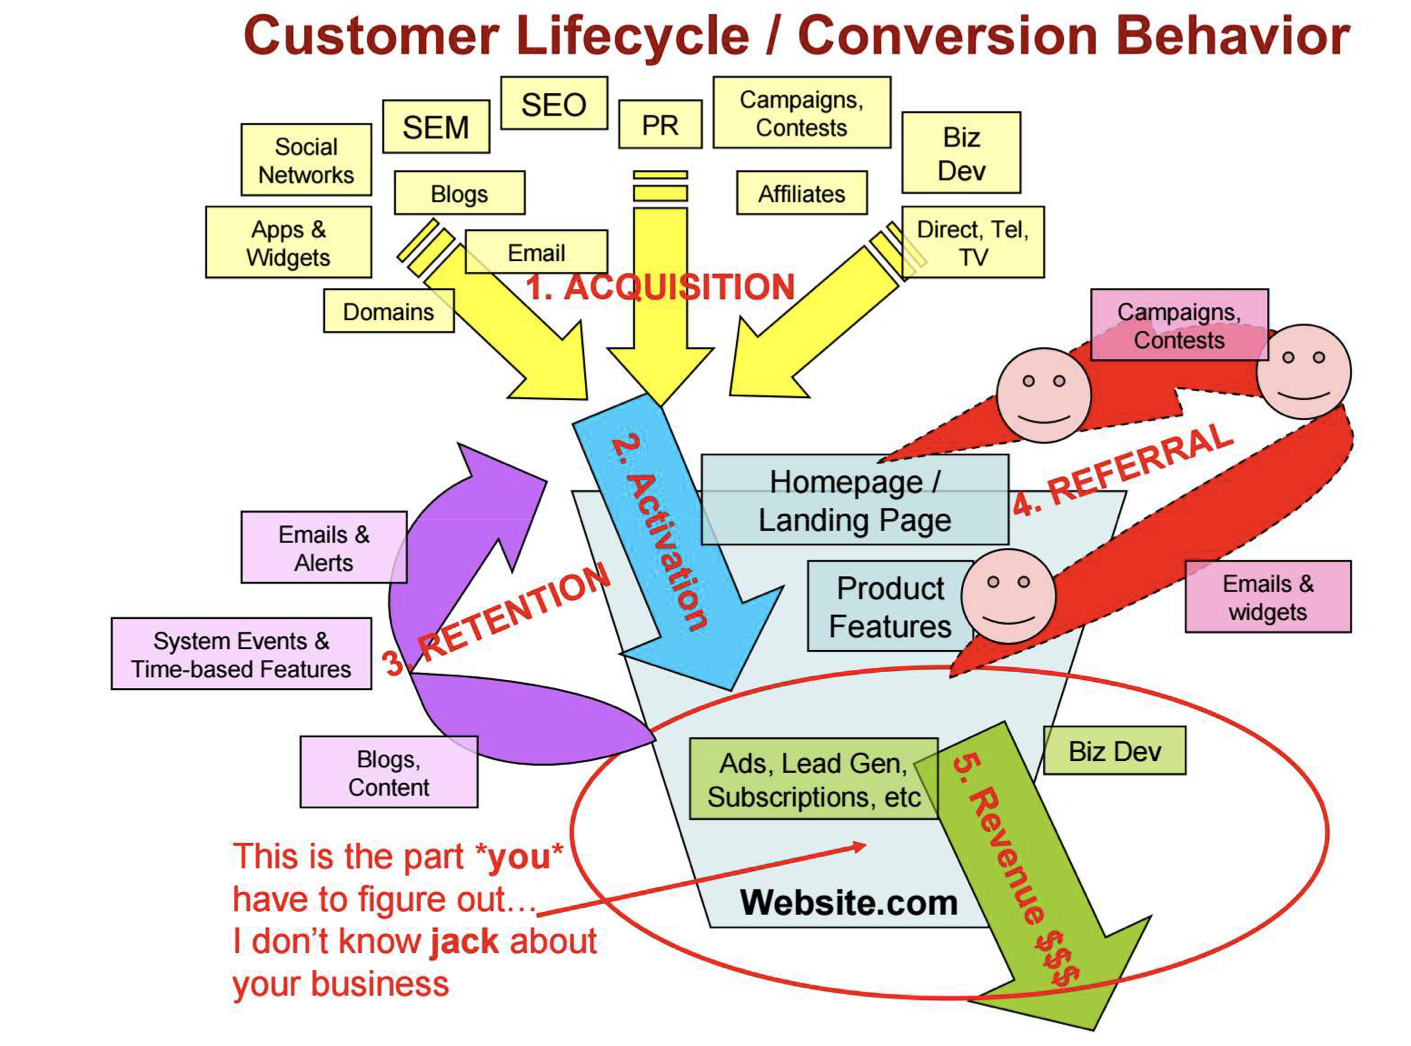 Customer Lifecycle / Conversion Behavior
SEO
SEM
PR
Campaigns,
Contests
Biz
Dev
Social
Networks
Blogs
Affiliates
Apps &
Widgets
Email
Direct, Tel,
TV
Domains
1. ACQUISITION
Campaigns,
Contests
2. Activation
Homepage /
Landing Page
4. REFERRAL
Emails &
Alerts
Product
Features
Emails &
widgets
3. RETENTION
System Events &
Time-based Features
Blogs,
Content
Ads, Lead Gen,
Subscriptions, etc
Biz Dev
5. Revenue $$$
This is the part *you*
have to figure out…
I don't know jack about
your business
Website.com